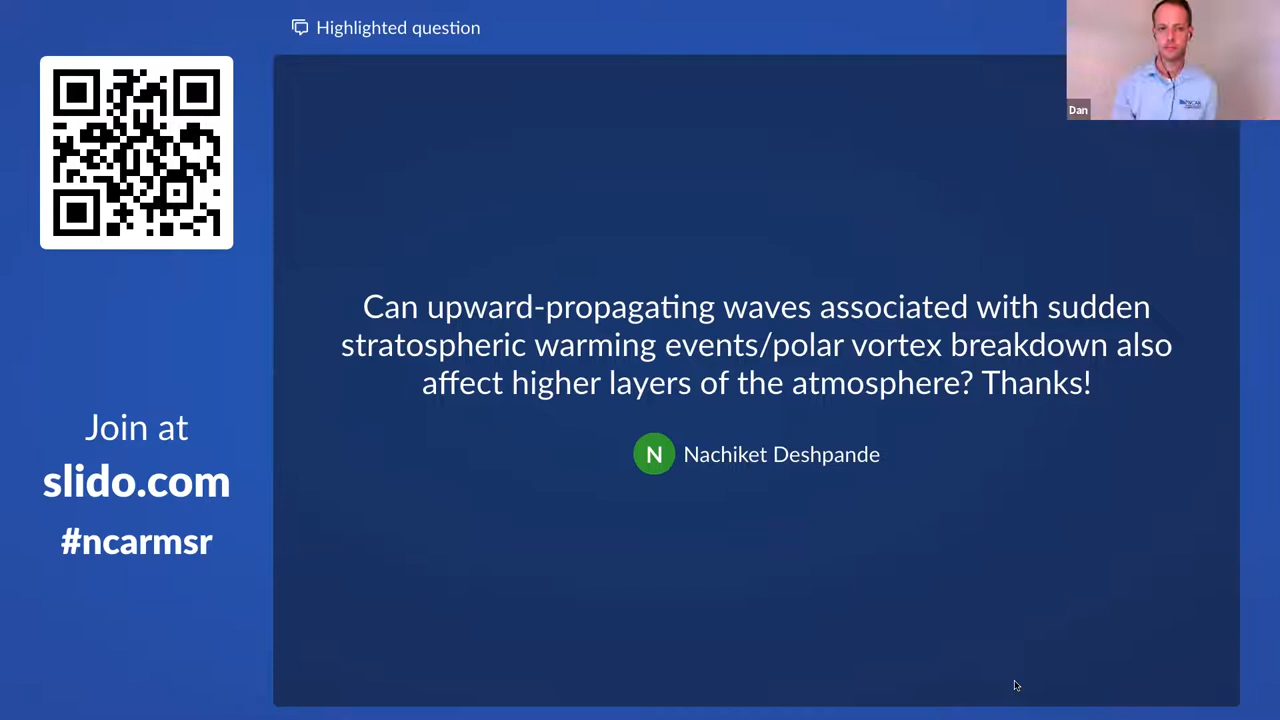 Highlighted question
Dan
Can upward-propagating waves associated with sudden
stratospheric warming events/polar vortex breakdown also
affect higher layers of the atmosphere? Thanks!
N Nachiket Deshpande
Join at
slido.com
#ncarmsr